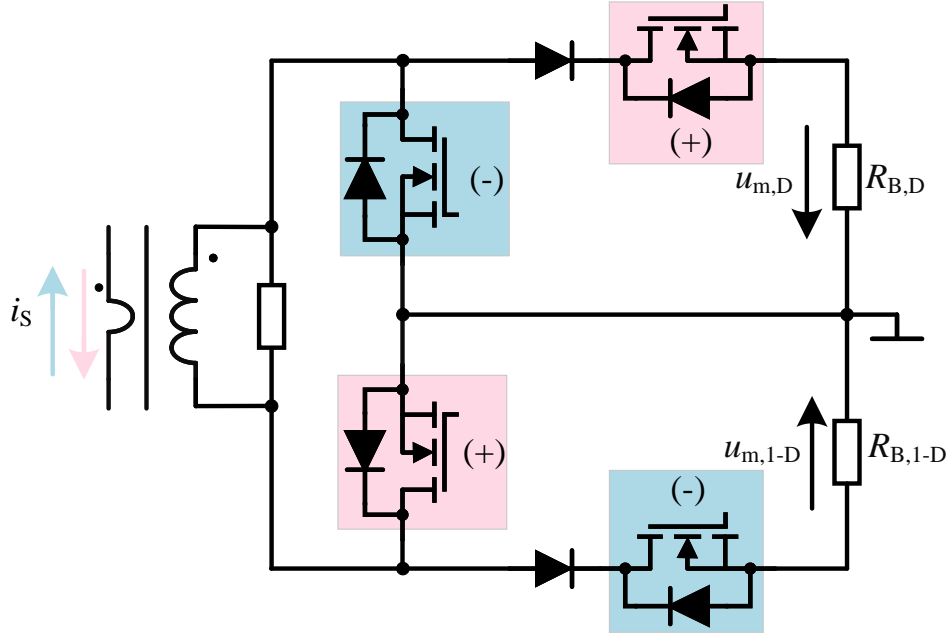 (+)
(-)
u_m,D
R_B,D
i_S
(+)
u_m,1-D
R_B,1-D
(-)